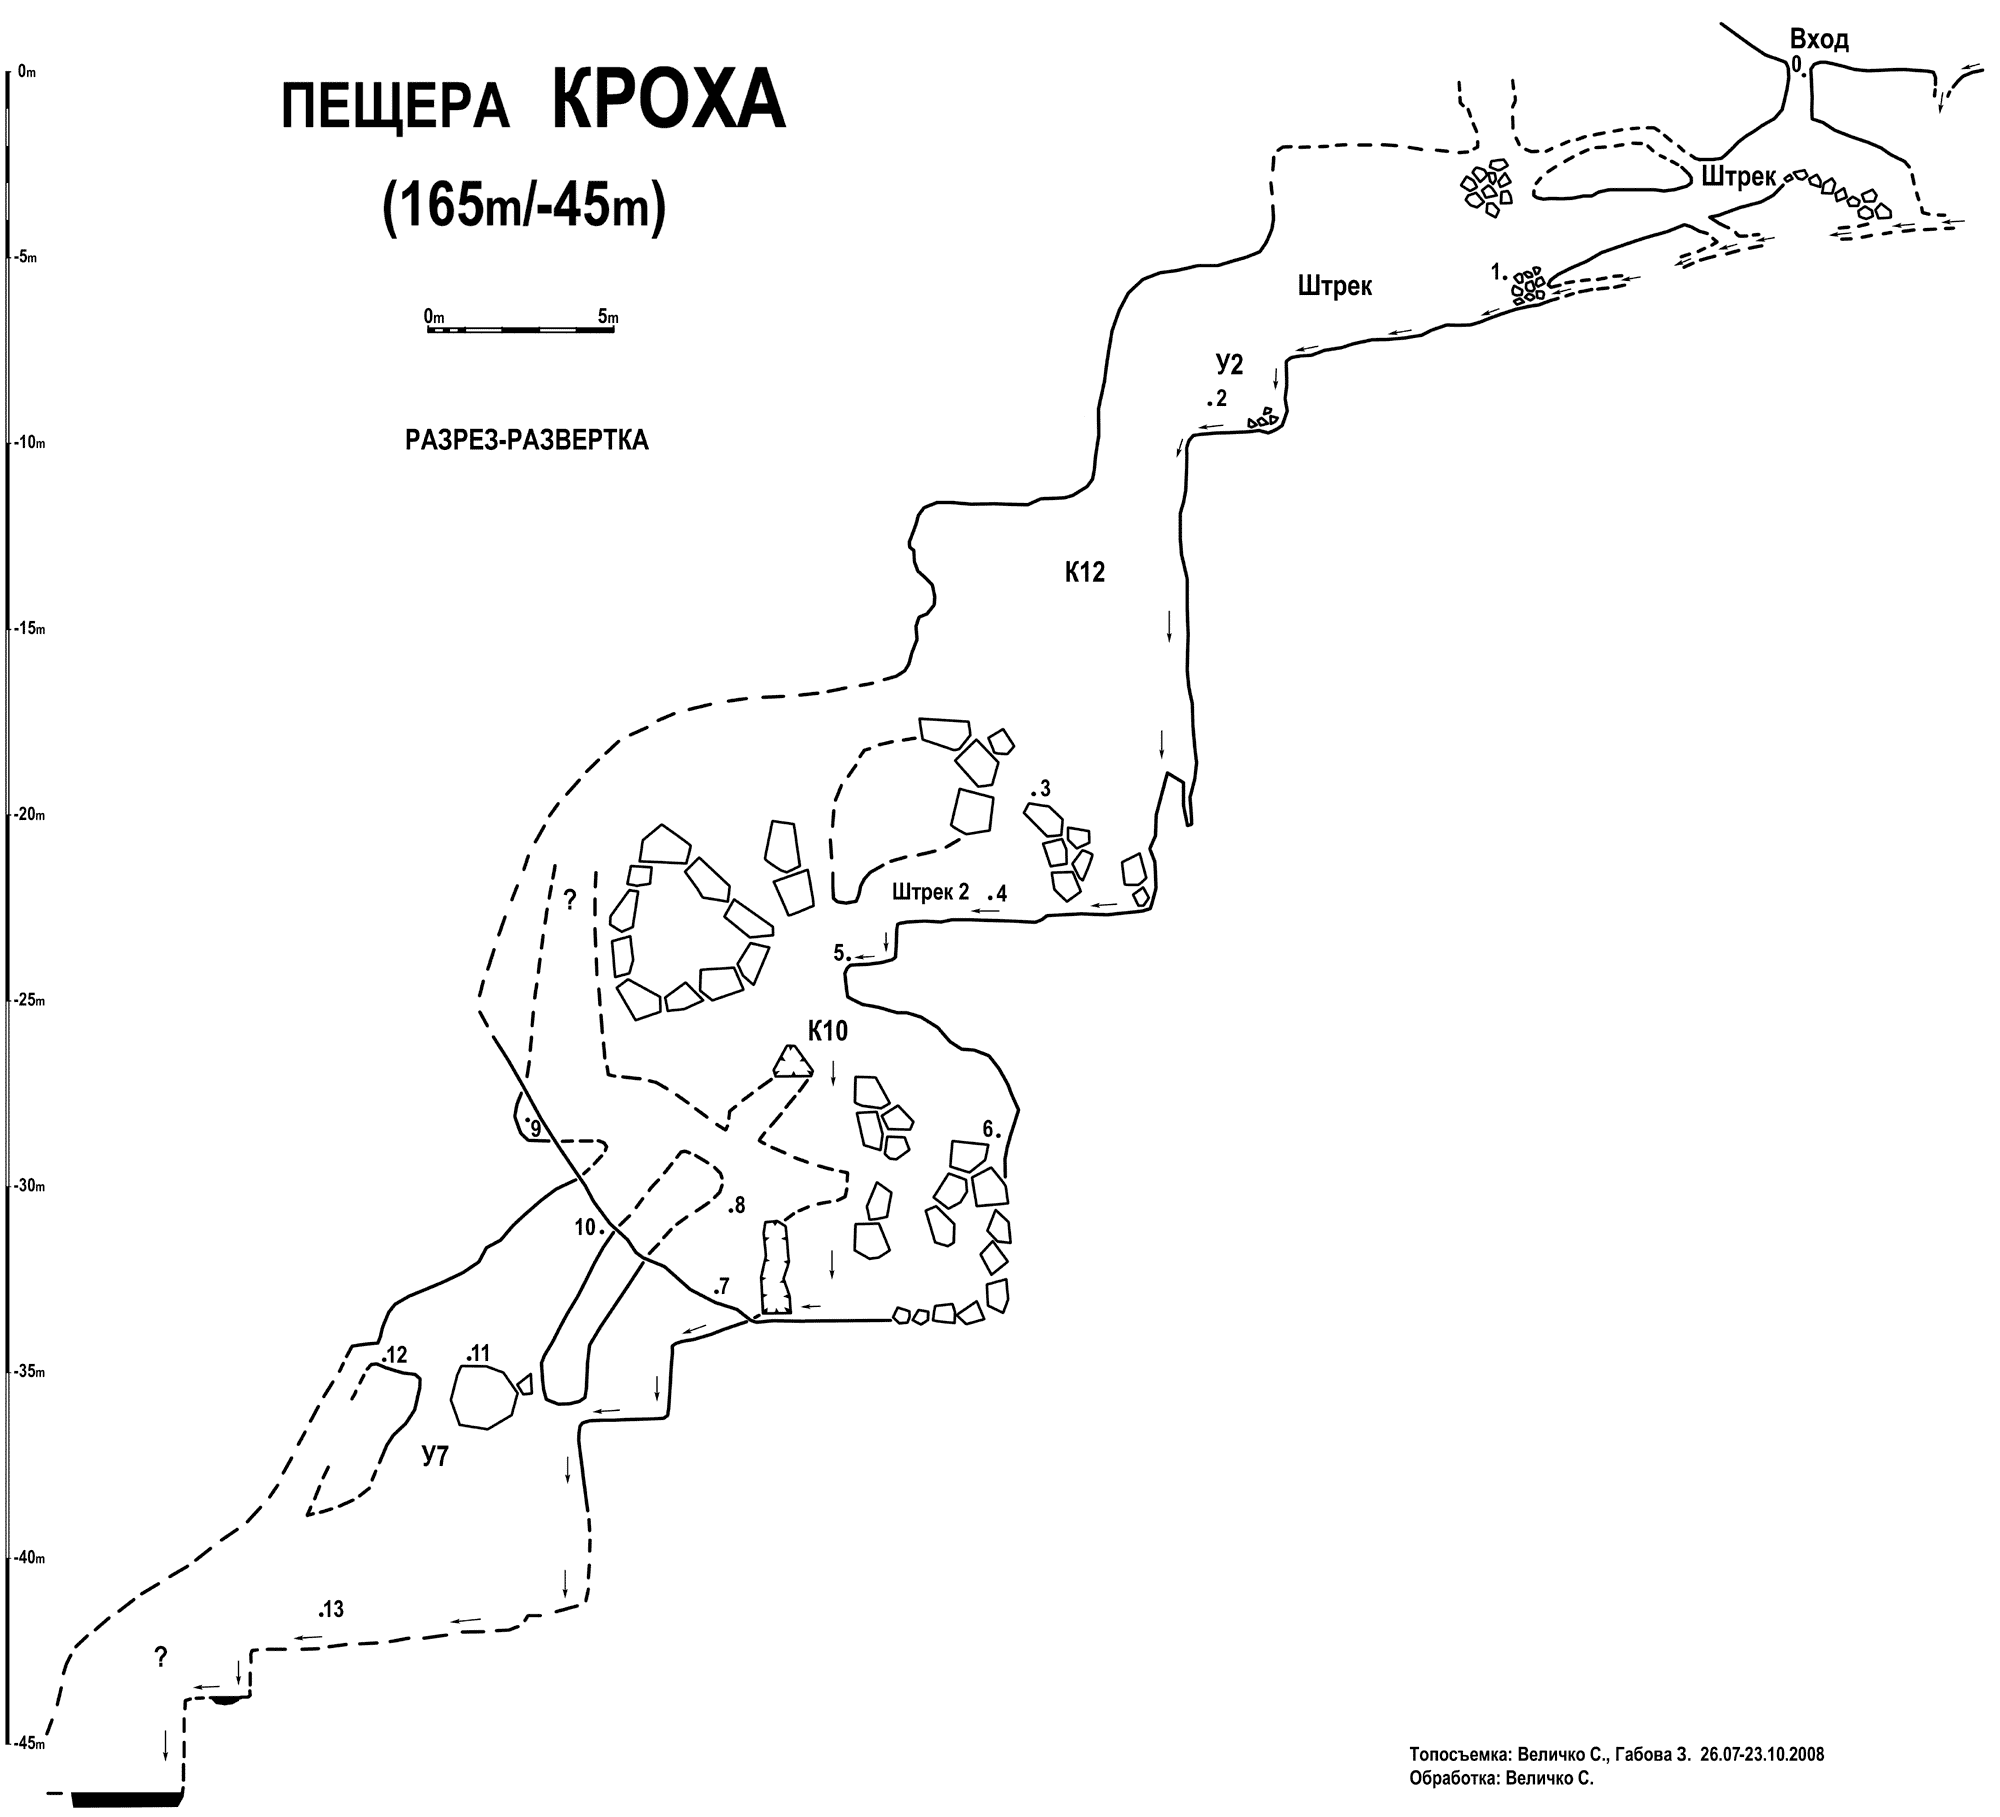 Вход
0.
0m
ПЕЩЕРА КРОХА
Штрек
(165m/-45m)
-5m
1.
Штрек
0m 5m
У2
.2
РАЗРЕЗ-РАЗВЕРТКА
-10m
К12
-15m
.3
-20m
?
Штрек 2 .4
5.
-25m
К10
.9
6.
-30m
.8
10.
.7
.12 .11
-35m
У7
-40m
.13
?
-45m
Топосъемка: Величко С., Габова З. 26.07-23.10.2008
Обработка: Величко С.